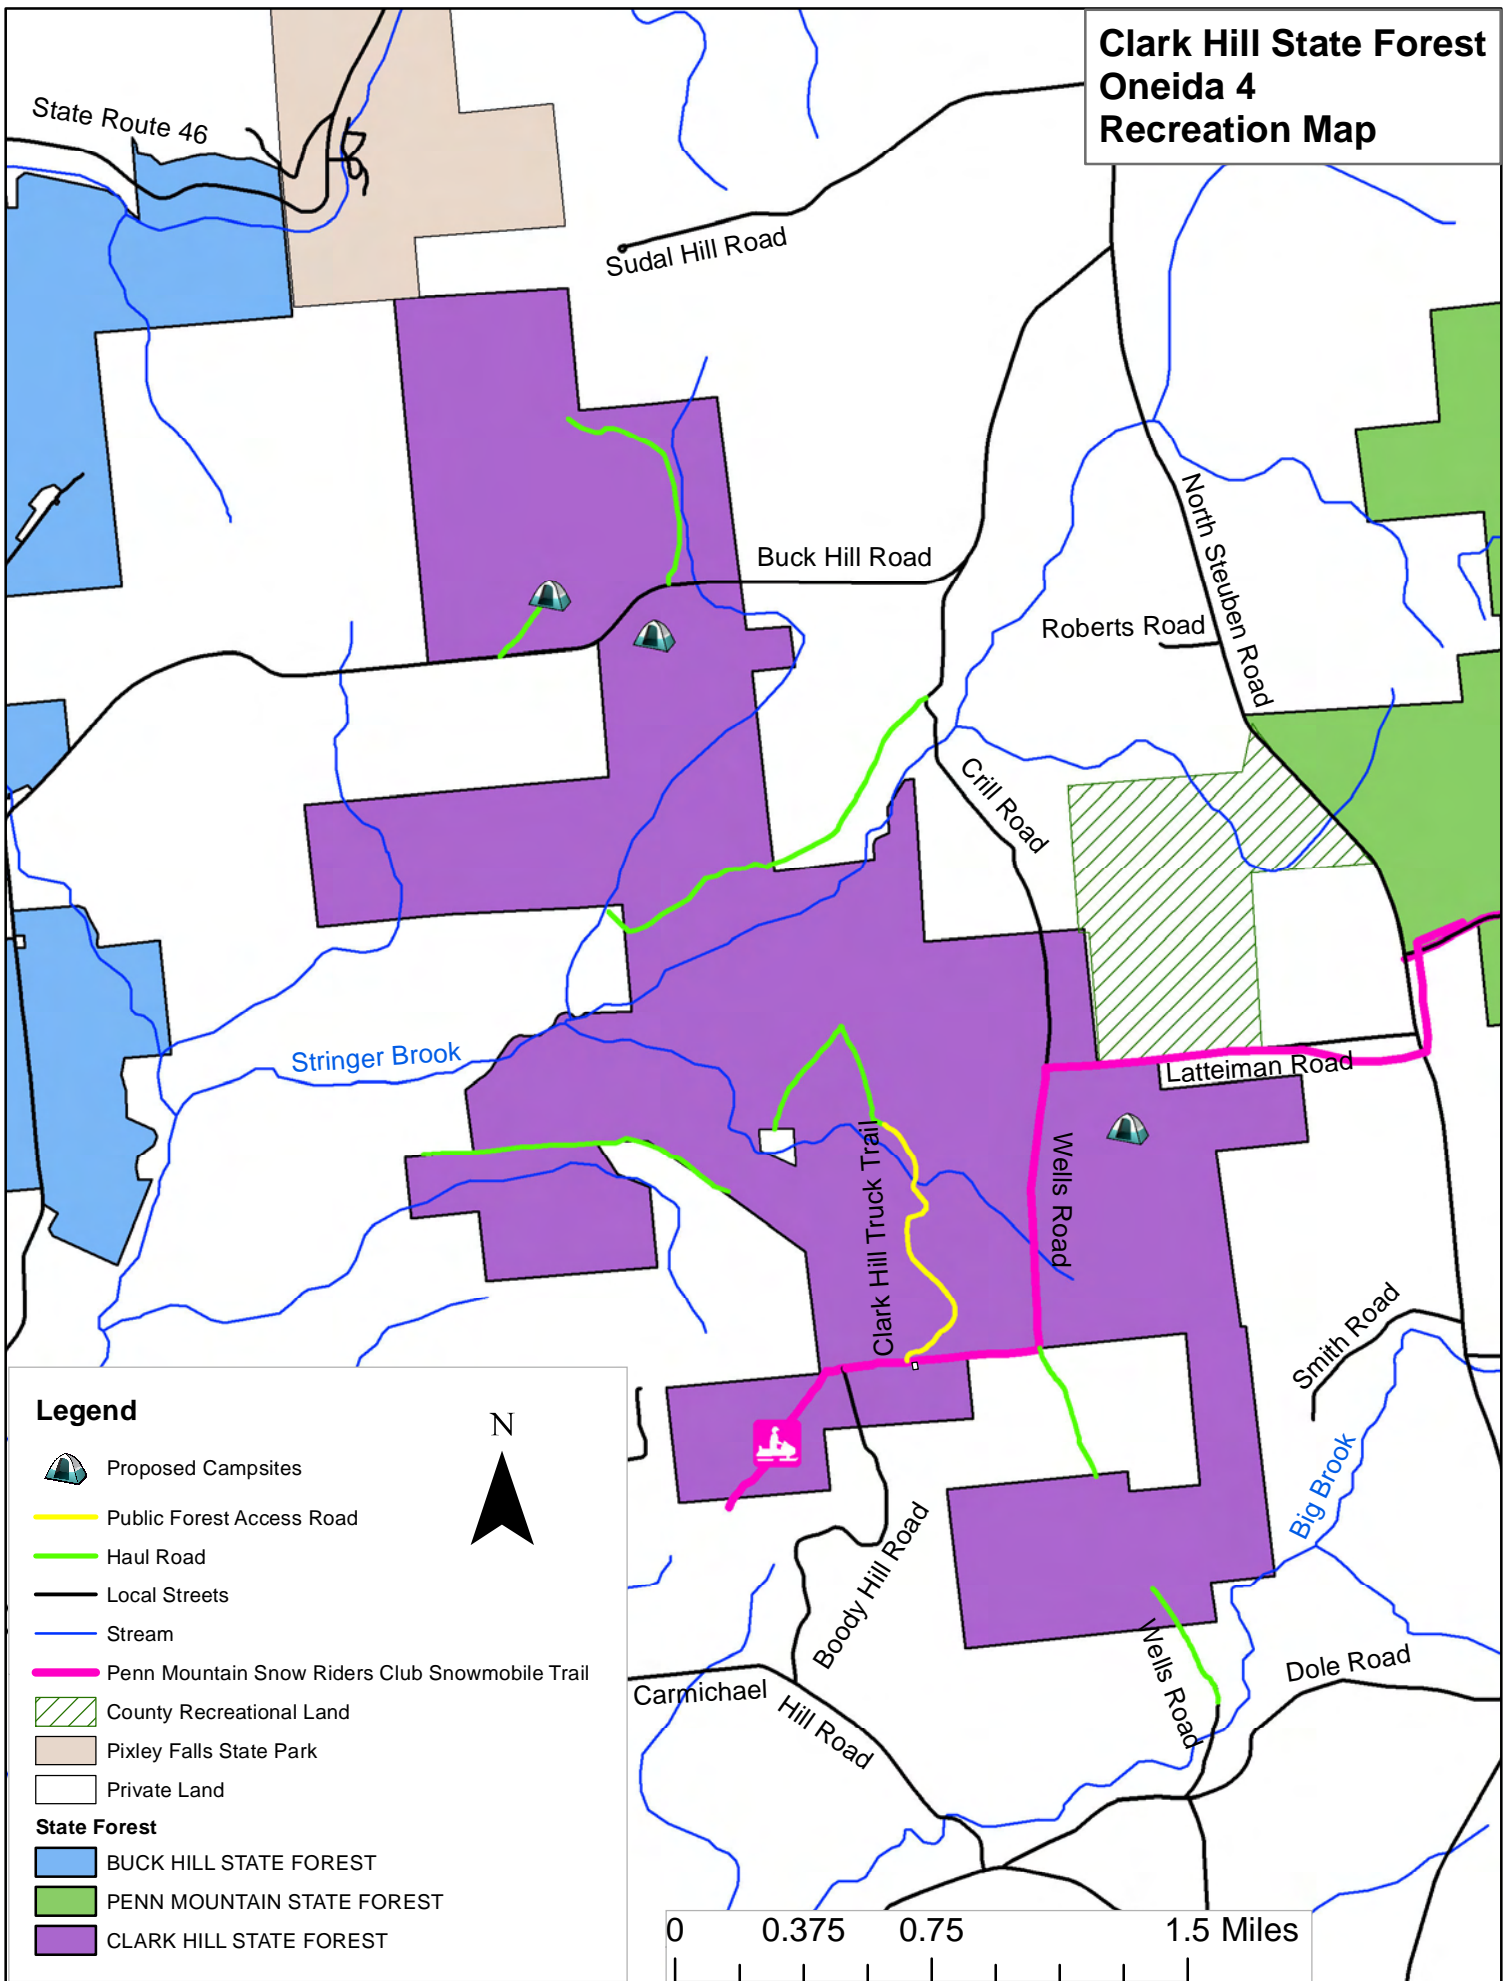 Clark Hill State Forest
Oneida 4
Recreation Map
State Route 46
Sudal Hill Road
Buck Hill Road
North Steuben Road
Roberts Road
Crill Road
Stringer Brook
Latteiman Road
Clark Hill Truck Trail
Wells Road
Smith Road
Big Brook
Boody Hill Road
Wells Road
Dole Road
Carmichael
Hill Road
Legend
N
Proposed Campsites
Public Forest Access Road
Haul Road
Local Streets
Stream
Penn Mountain Snow Riders Club Snowmobile Trail
County Recreational Land
Pixley Falls State Park
Private Land
State Forest
BUCK HILL STATE FOREST
PENN MOUNTAIN STATE FOREST
CLARK HILL STATE FOREST
0 0.375 0.75 1.5 Miles